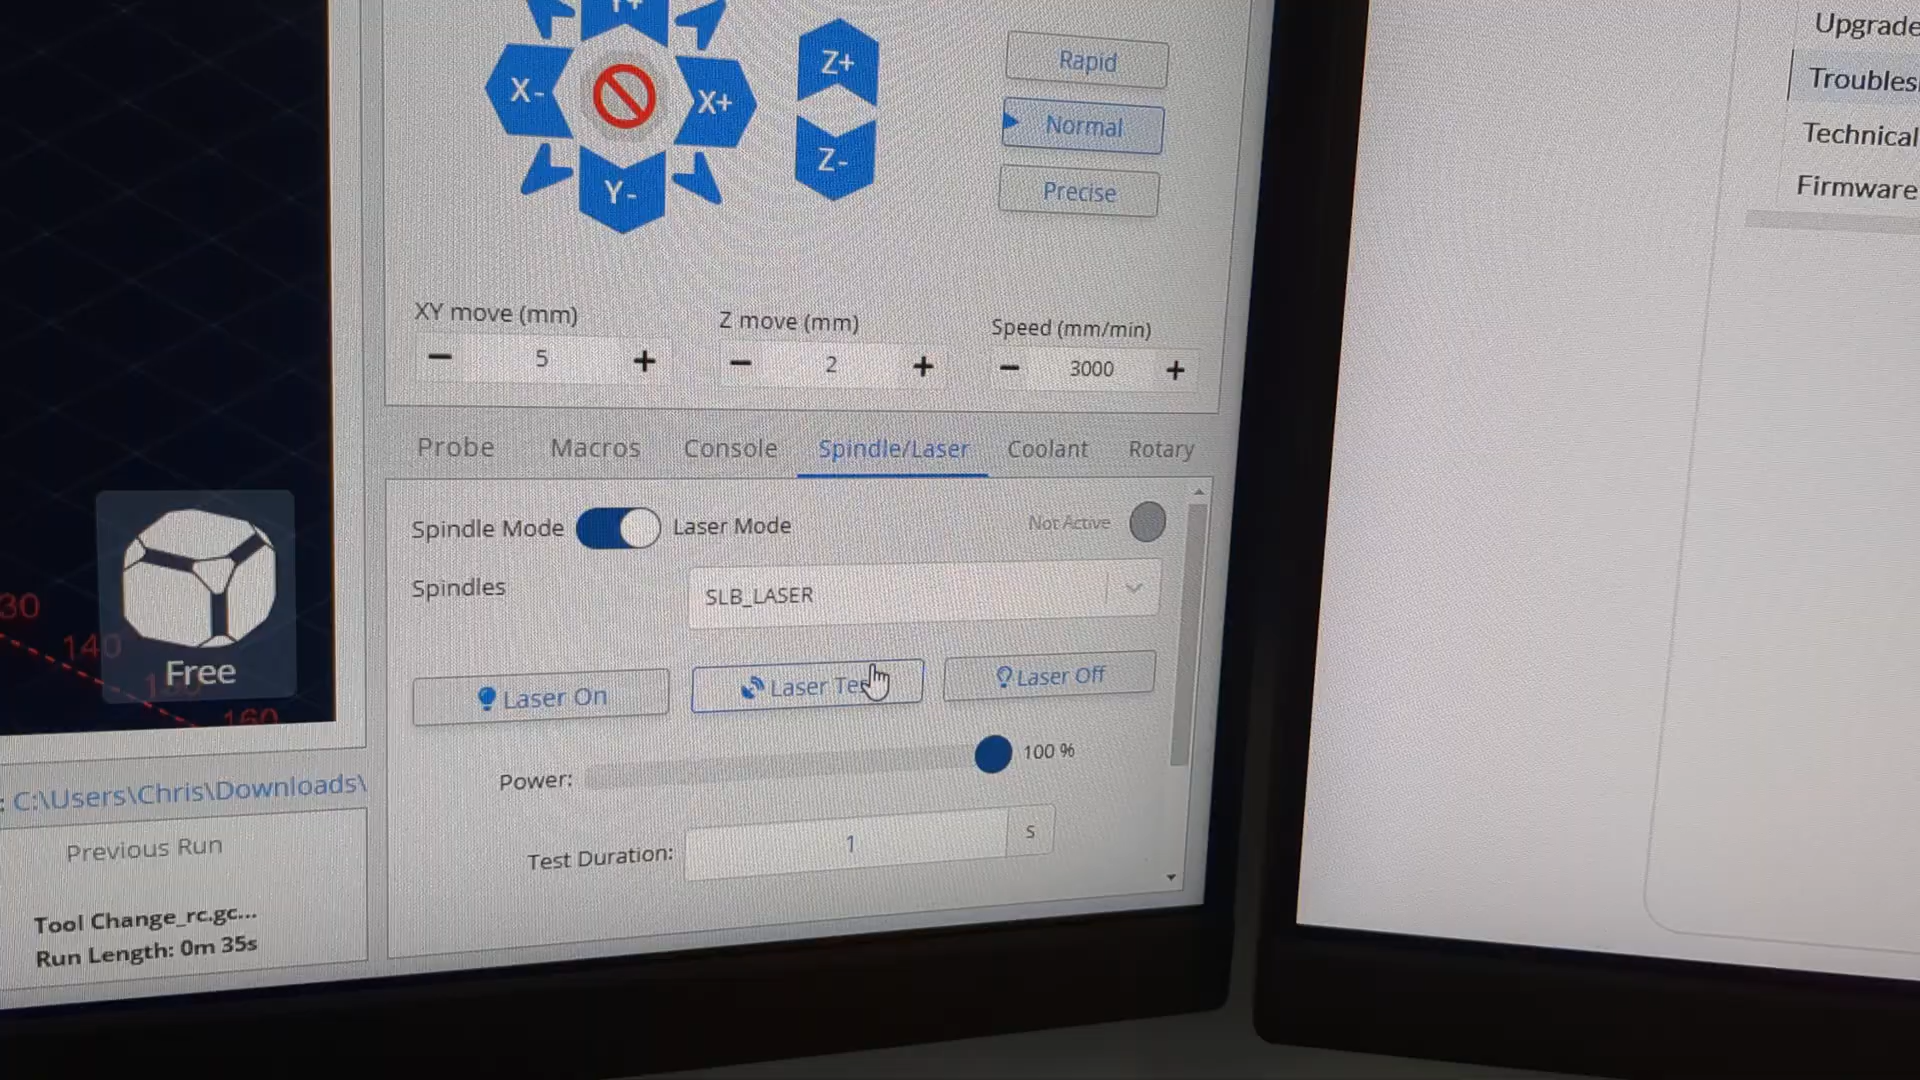 Y+
X-
X+
Y-
Z+
Z-
Rapid
Normal
Precise
XY move (mm)
5
Z move (mm)
2
Speed (mm/min)
3000
Probe
Macros
Console
Spindle/Laser
Coolant
Rotary
Spindle Mode
Laser Mode
Not Active
Spindles
SLB_LASER
Laser On
Laser Te
Laser Off
Power:
100 %
Test Duration:
1
s
30
140
160
Free
: C:\Users\Chris\Downloads\
Previous Run
Tool Change_rc.gc...
Run Length: 0m 35s
Upgrade
Troubles
Technical
Firmware